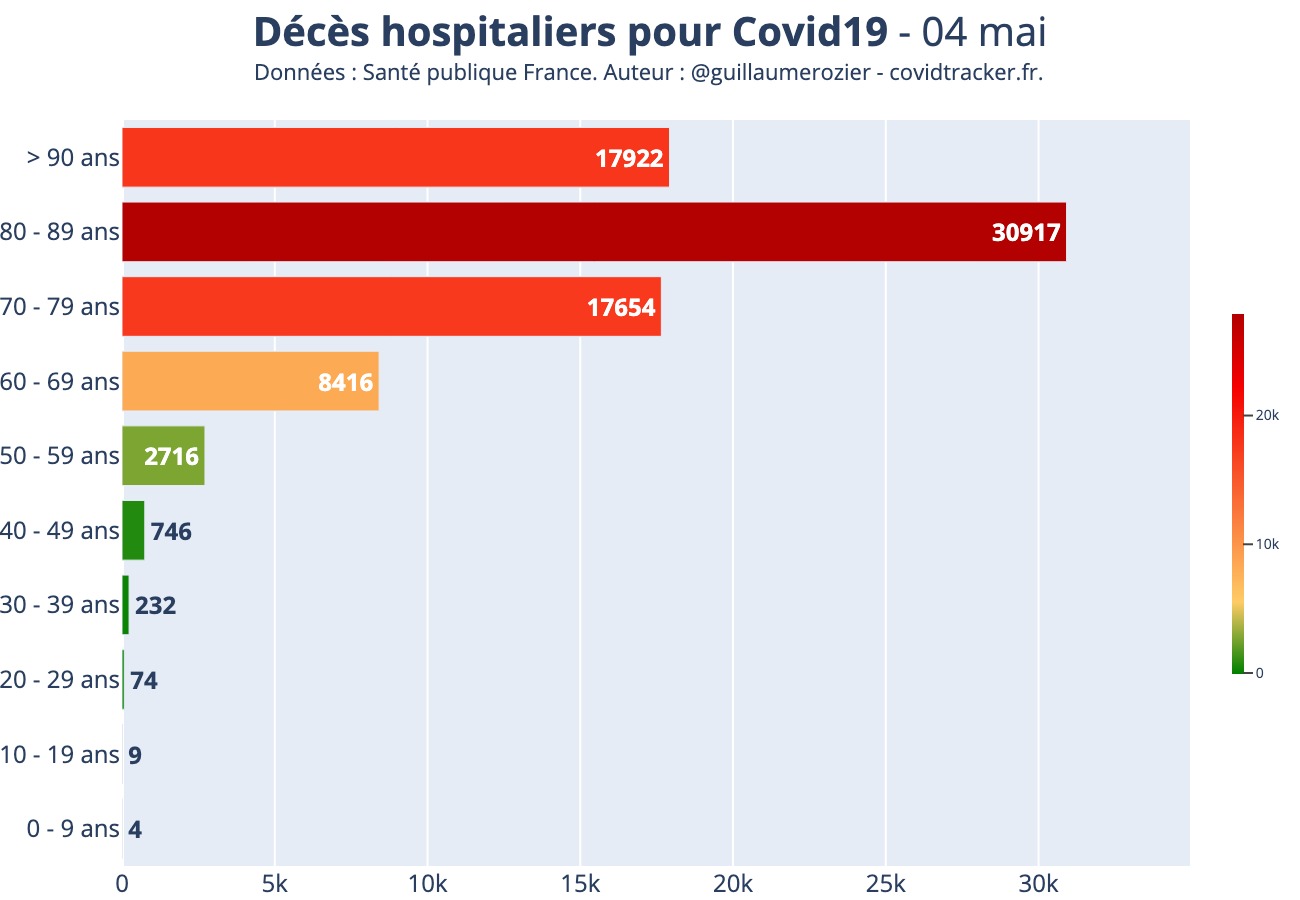 Décès hospitaliers pour Covid19 - 04 mai
Données : Santé publique France. Auteur : @guillaumerozier - covidtracker.fr.
> 90 ans 17922
80 - 89 ans 30917
70 - 79 ans 17654
60 - 69 ans 8416
50 - 59 ans 2716
40 - 49 ans 746
30 - 39 ans 232
20 - 29 ans 74
10 - 19 ans 9
0 - 9 ans 4
0 5k 10k 15k 20k 25k 30k
20k
10k
0